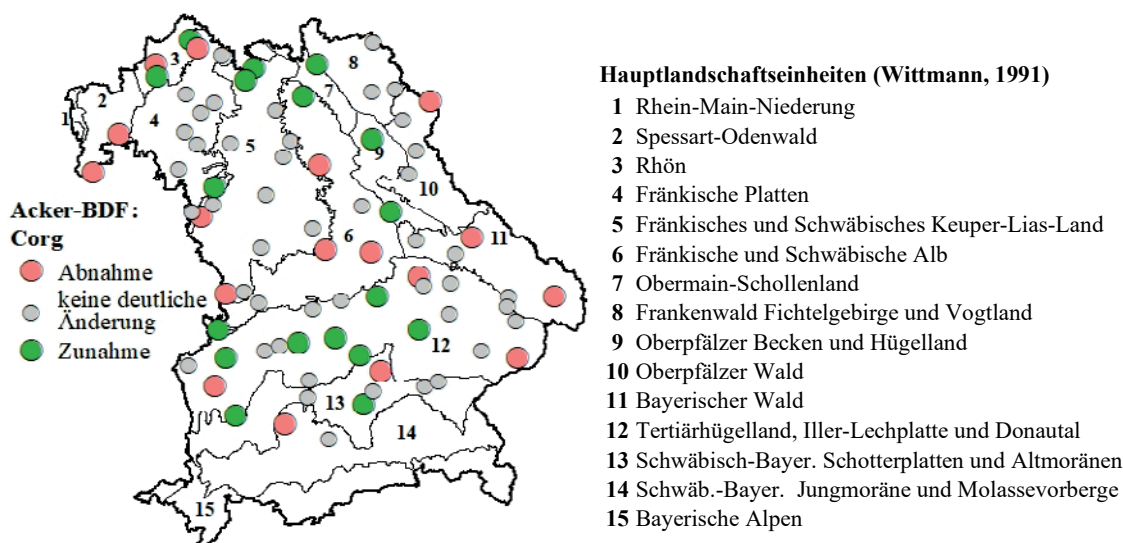 3
8
2
7
1
4
5
9
10
Acker-BDF:
Corg
Abnahme
keine deutliche
Änderung
Zunahme
6
11
12
13
14
15
Hauptlandschaftseinheiten (Wittmann, 1991)
1 Rhein-Main-Niederung
2 Spessart-Odenwald
3 Rhön
4 Fränkische Platten
5 Fränkisches und Schwäbisches Keuper-Lias-Land
6 Fränkische und Schwäbische Alb
7 Obermain-Schollenland
8 Frankenwald Fichtelgebirge und Vogtland
9 Oberpfälzer Becken und Hügelland
10 Oberpfälzer Wald
11 Bayerischer Wald
12 Tertiärhügelland, Iller-Lechplatte und Donautal
13 Schwäbisch-Bayer. Schotterplatten und Altmoränen
14 Schwäb.-Bayer. Jungmoräne und Molassevorberge
15 Bayerische Alpen